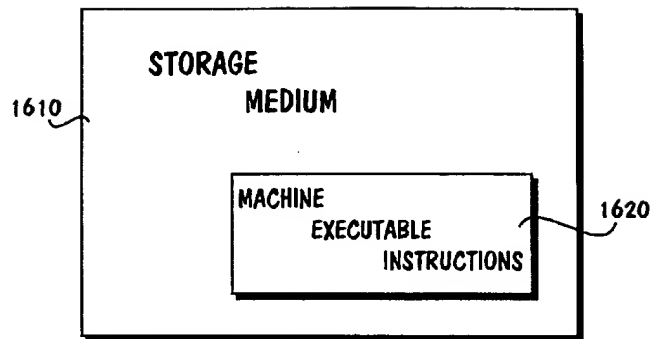 STORAGE
MEDIUM
1610
MACHINE
EXECUTABLE
INSTRUCTIONS
1620